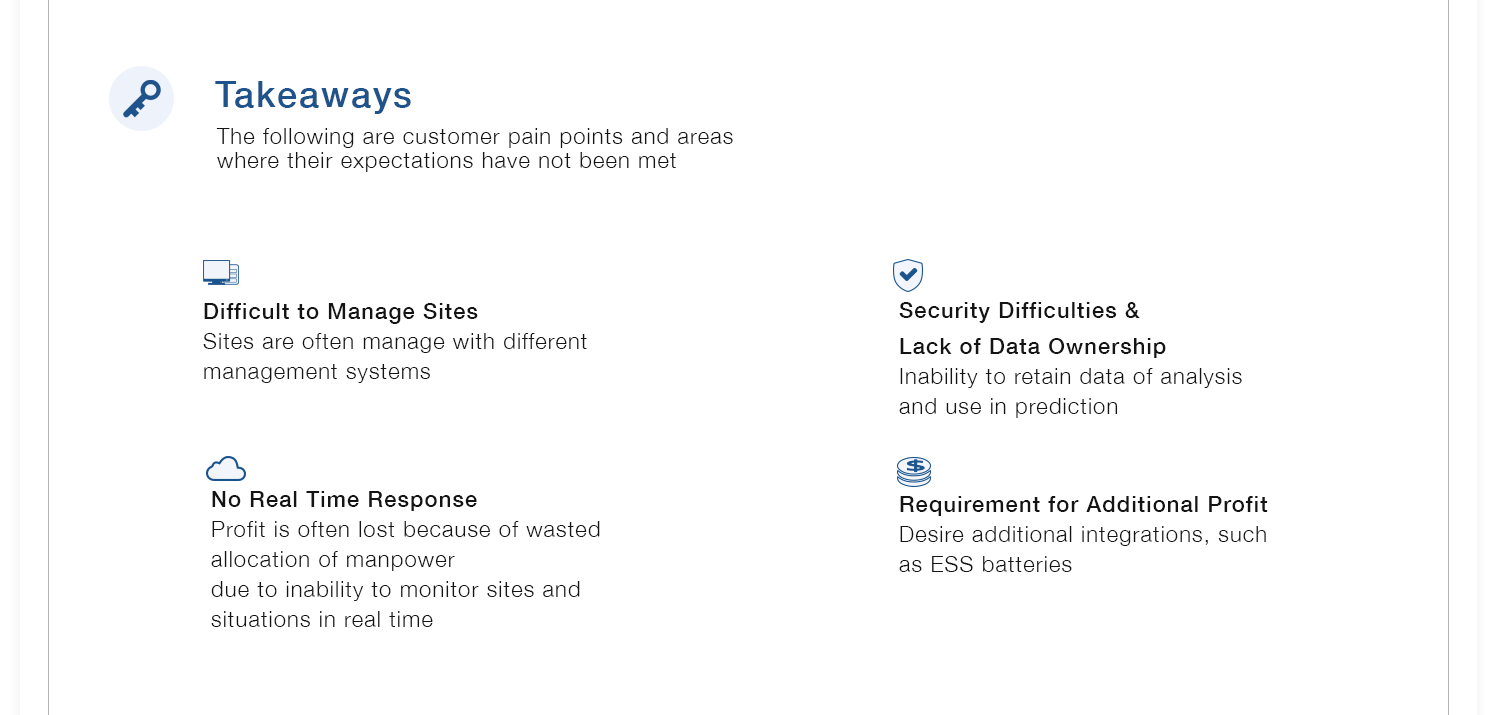 Takeaways
The following are customer pain points and areas
where their expectations have not been met
Difficult to Manage Sites
Sites are often manage with different
management systems
Security Difficulties &
Lack of Data Ownership
Inability to retain data of analysis
and use in prediction
No Real Time Response
Profit is often lost because of wasted
allocation of manpower
due to inability to monitor sites and
situations in real time
Requirement for Additional Profit
Desire additional integrations, such
as ESS batteries